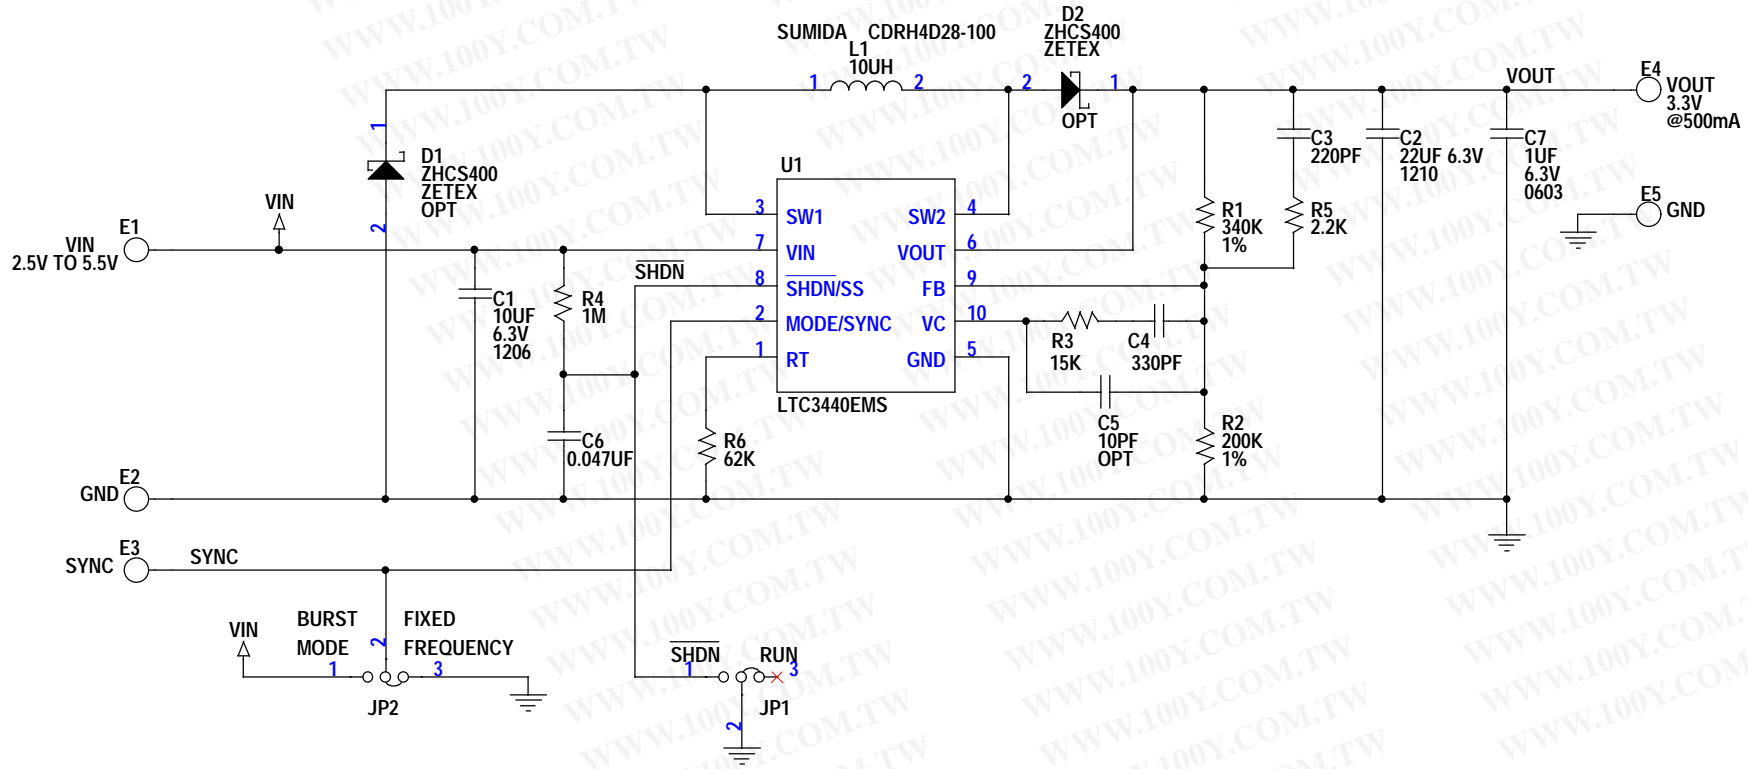 SUMIDA CDRH4D28-100
L1
10UH
1
2
D2
ZHCS400
ZETEX
2
1
OPT
VOUT
E4
VOUT
3.3V
@500mA
1
D1
ZHCS400
ZETEX
OPT
2
U1
3
SW1
SW2
4
7
VIN
VOUT
6
8
SHDN/SS
FB
9
2
MODE/SYNC
VC
10
1
RT
GND
5
LTC3440EMS
C3
220PF
C2
22UF 6.3V
1210
C7
1UF
6.3V
0603
R1
340K
1%
R5
2.2K
E5
GND
E1
VIN
2.5V TO 5.5V
VIN
SHDN
C1
10UF
6.3V
1206
R4
1M
R3
15K
C4
330PF
C5
10PF
OPT
R2
200K
1%
C6
0.047UF
R6
62K
E2
GND
E3
SYNC
SYNC
VIN
BURST
MODE
1
2
FIXED
FREQUENCY
3
JP2
SHDN
1
RUN
3
2
JP1
WWW.100Y.COM.TW